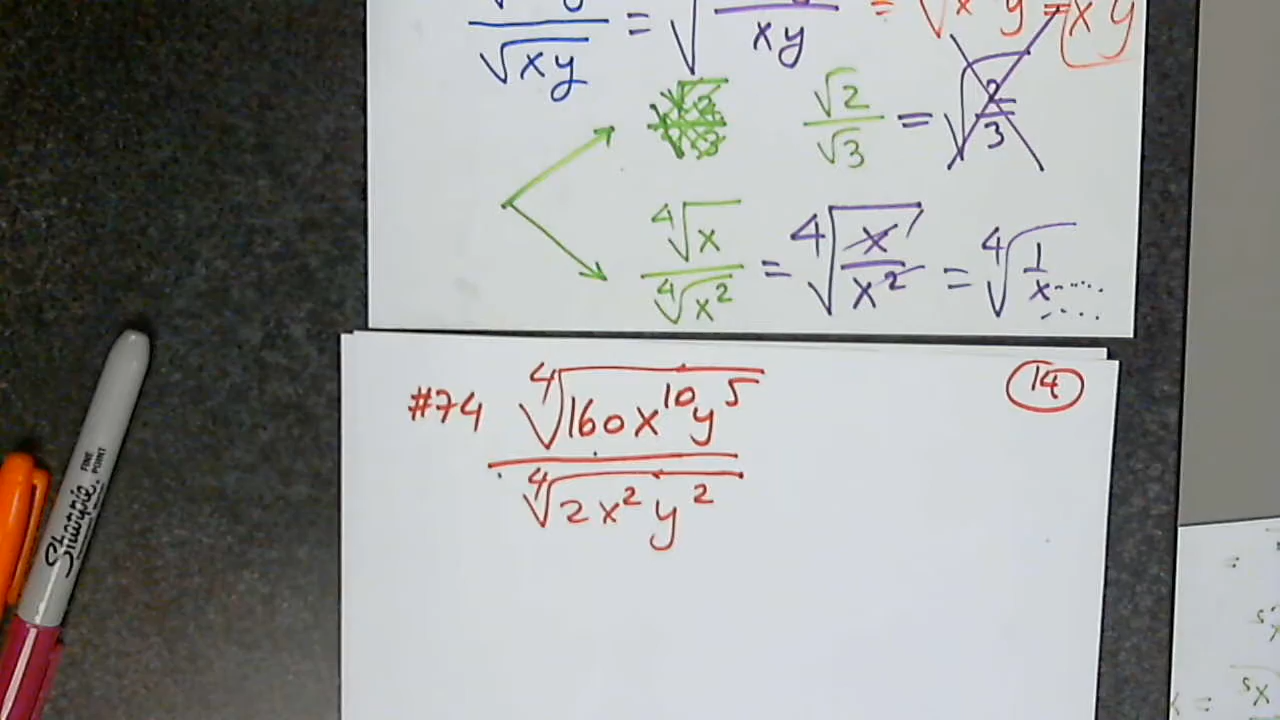 √xy = √ xy = √x y = xy
√2/√3 = √2/3
⁴√x/⁴√x² = ⁴√x/x² = ⁴√1/x.....
#74 ⁴√160x¹⁰y⁵ / ⁴√2x²y²
14
Sharpie FINE POINT